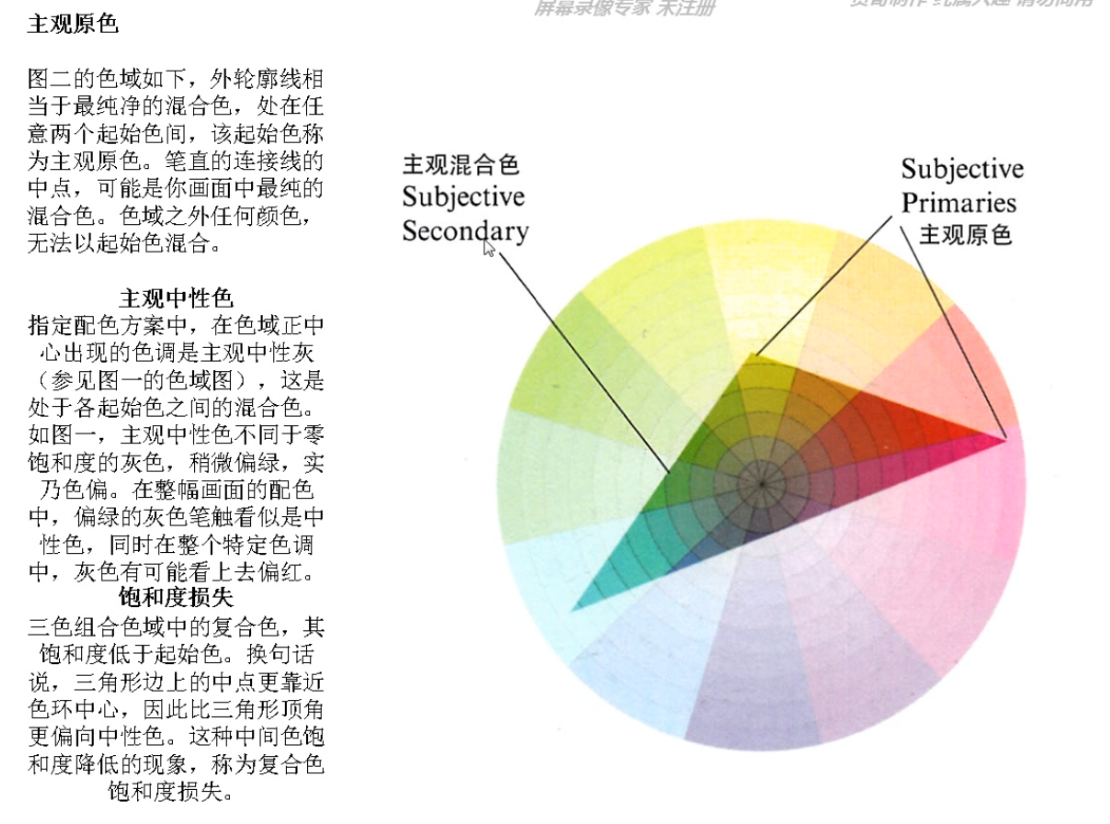 屏幕录像专家 未注册
主观原色
图二的色域如下，外轮廓线相
当于最纯净的混合色，处在任
意两个起始色间，该起始色称
为主观原色。笔直的连接线的
中点，可能是你画面中最纯的
混合色。色域之外任何颜色，
无法以起始色混合。
主观中性色
指定配色方案中，在色域正中
心出现的色调是主观中性灰
（参见图一的色域图），这是
处于各起始色之间的混合色。
如图一，主观中性色不同于零
饱和度的灰色，稍微偏绿，实
乃色偏。在整幅画面的配色
中，偏绿的灰色笔触看似是中
性色，同时在整个特定色调
中，灰色有可能看上去偏红。
饱和度损失
三色组合色域中的复合色，其
饱和度低于起始色。换句话
说，三角形边上的中点更靠近
色环中心，因此比三角形顶角
更偏向中性色。这种中间色饱
和度降低的现象，称为复合色
饱和度损失。
主观混合色
Subjective
Secondary
Subjective
Primaries
主观原色